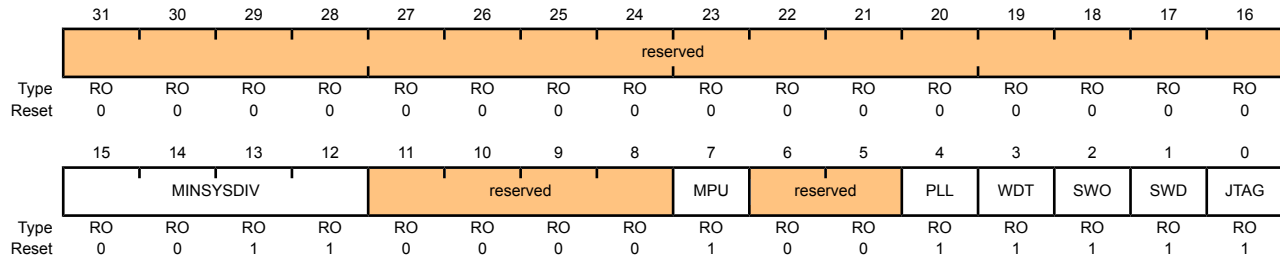 31 30 29 28 27 26 25 24 23 22 21 20 19 18 17 16
reserved
Type RO RO RO RO RO RO RO RO RO RO RO RO RO RO RO RO
Reset 0 0 0 0 0 0 0 0 0 0 0 0 0 0 0 0
15 14 13 12 11 10 9 8 7 6 5 4 3 2 1 0
MINSYSDIV reserved MPU reserved PLL WDT SWO SWD JTAG
Type RO RO RO RO RO RO RO RO RO RO RO RO RO RO RO RO
Reset 0 0 1 1 0 0 0 0 1 0 0 1 1 1 1 1